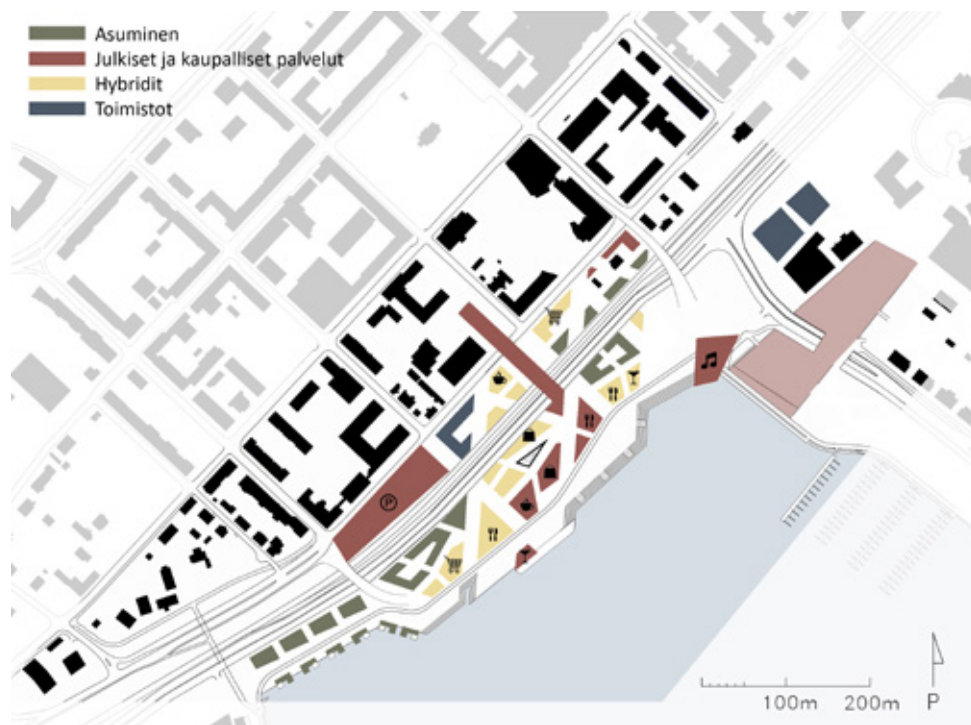 Asuminen
Julkiset ja kaupalliset palvelut
Hybridit
Toimistot
P
100m 200m P